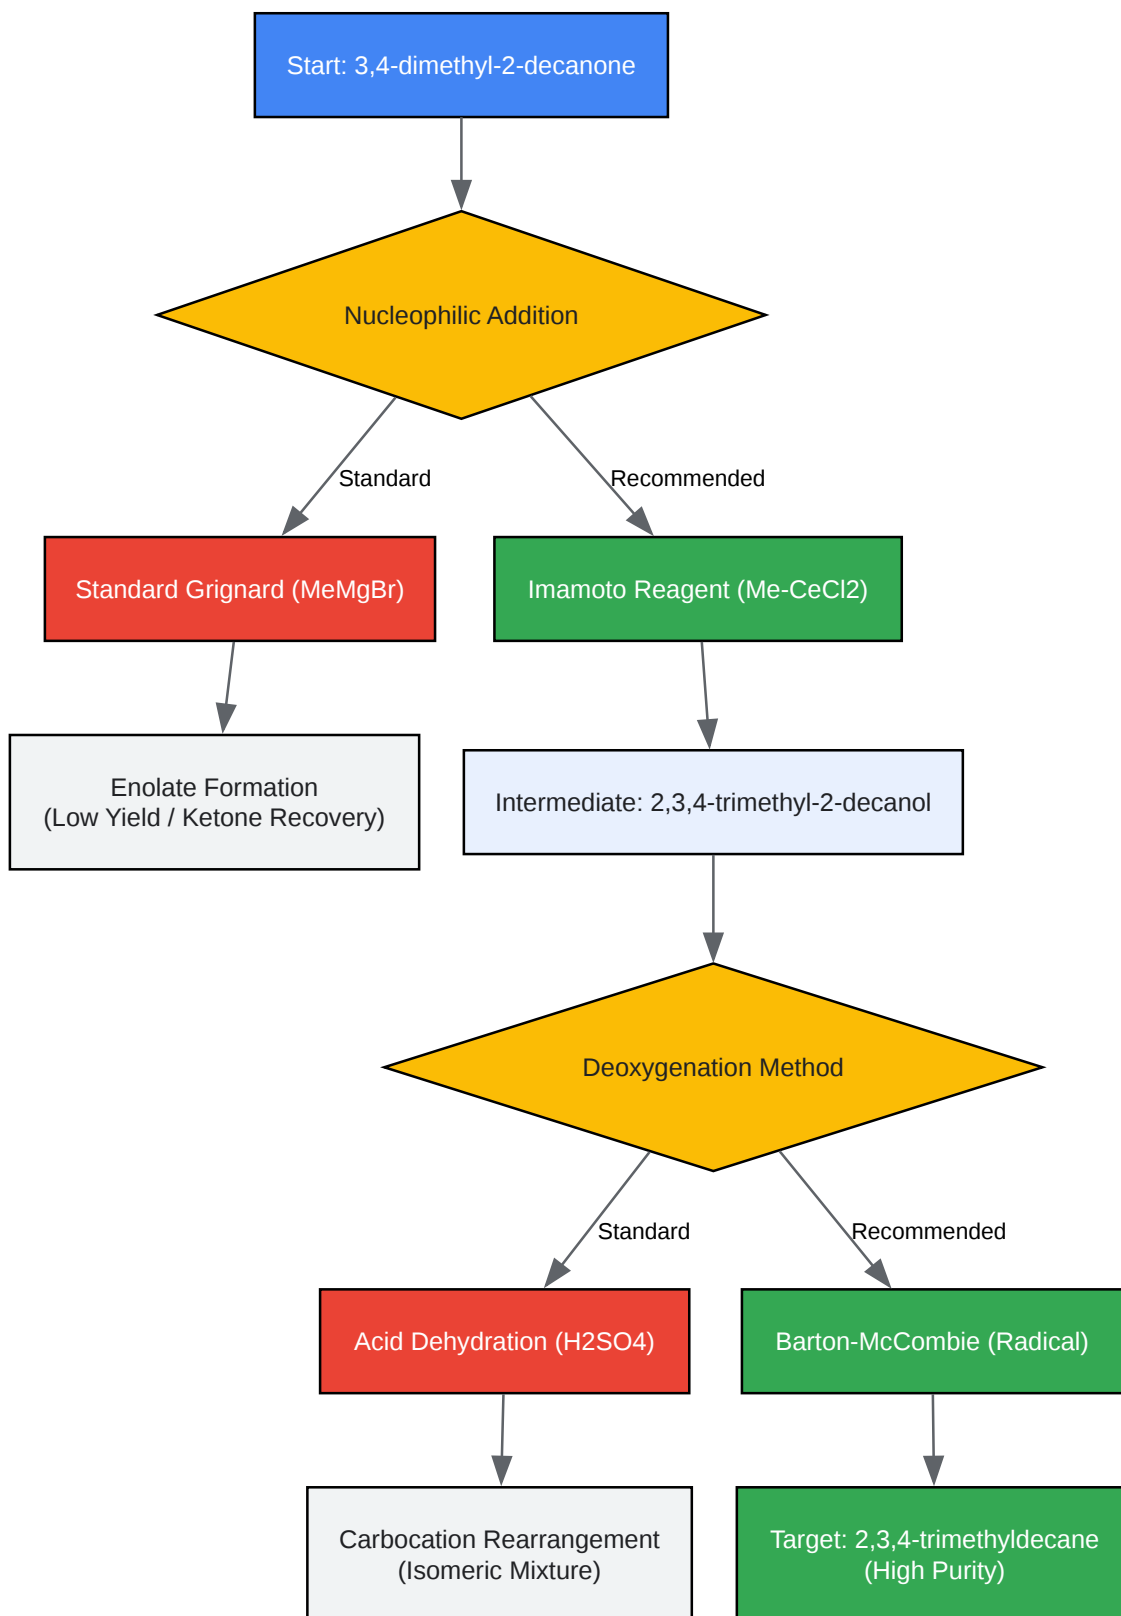 Start: 3,4-dimethyl-2-decanone
Nucleophilic Addition
Standard
Recommended
Standard Grignard (MeMgBr)
Imamoto Reagent (Me-CeCl2)
Enolate Formation
(Low Yield / Ketone Recovery)
Intermediate: 2,3,4-trimethyl-2-decanol
Deoxygenation Method
Standard
Recommended
Acid Dehydration (H2SO4)
Barton-McCombie (Radical)
Carbocation Rearrangement
(Isomeric Mixture)
Target: 2,3,4-trimethyldecane
(High Purity)